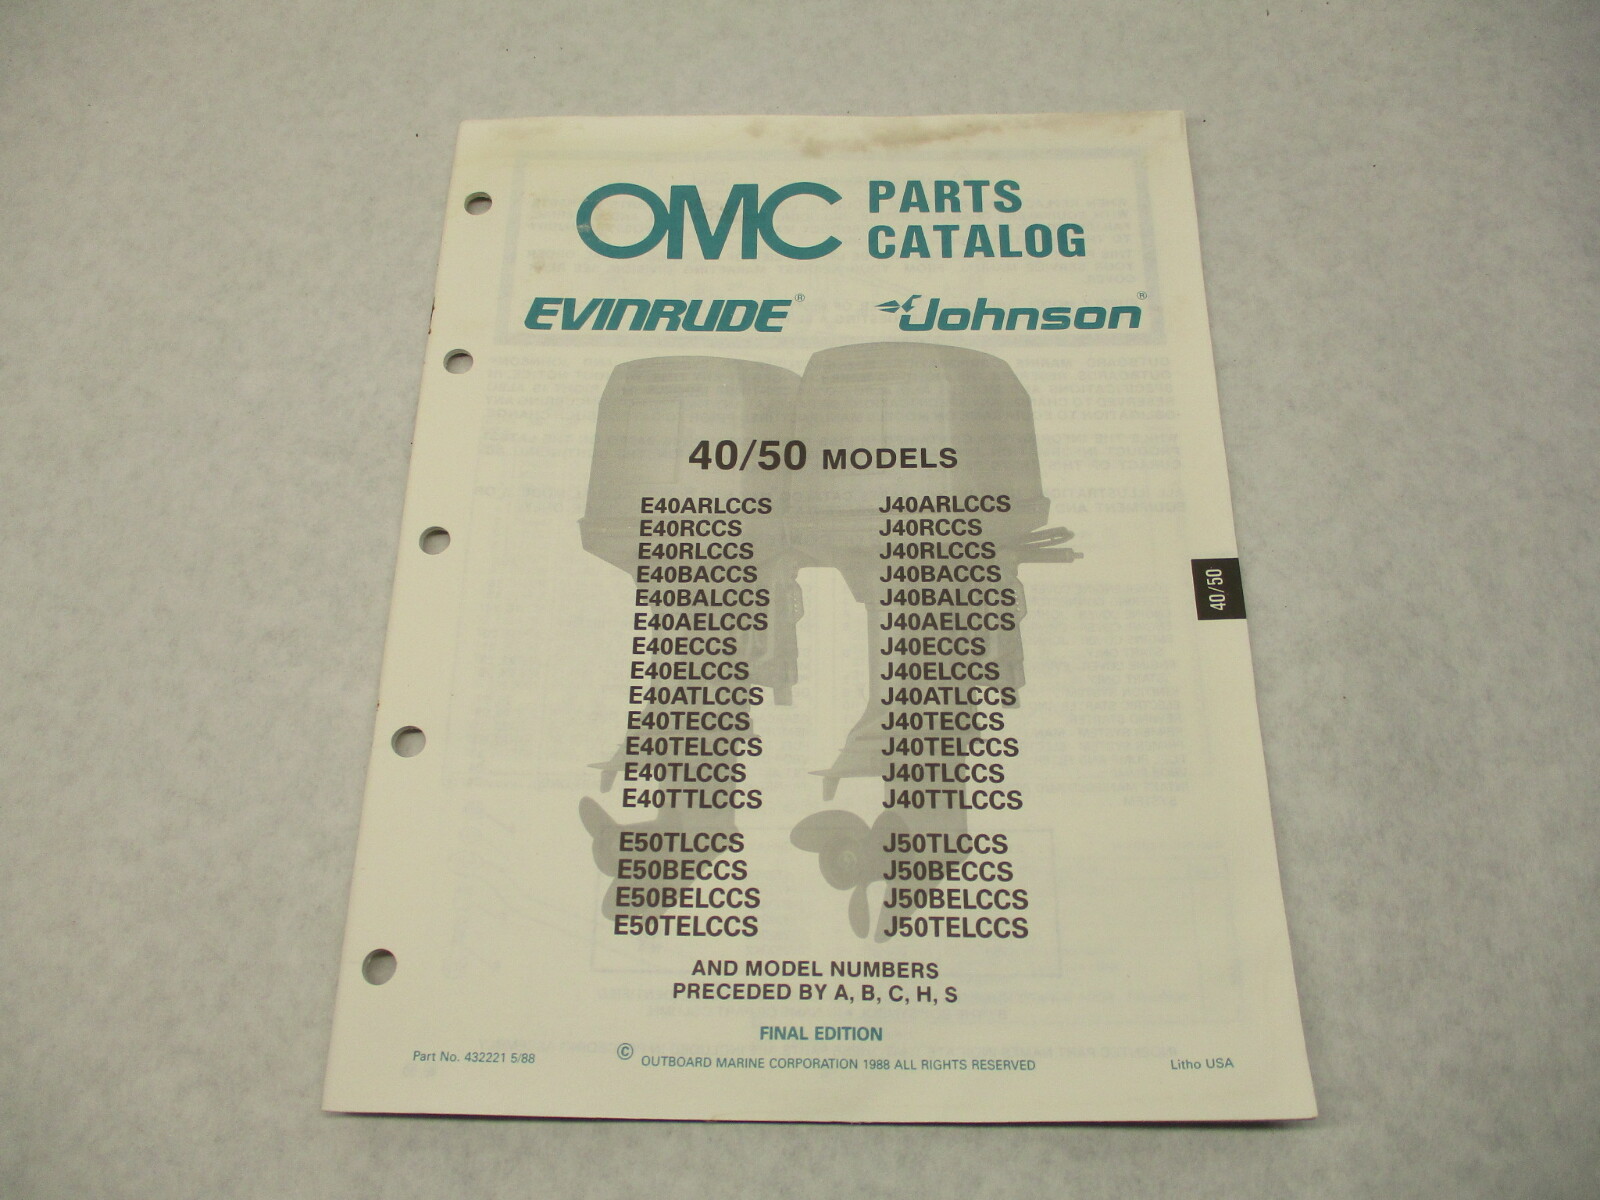 OMC PARTS
CATALOG
EVINRUDE® Johnson®
40/50 MODELS
E40ARLCCS J40ARLCCS
E40RCCS J40RCCS
E40RLCCS J40RLCCS
E40BACCS J40BACCS
E40BALCCS J40BALCCS
E40AELCCS J40AELCCS
E40ECCS J40ECCS
E40ELCCS J40ELCCS
E40ATLCCS J40ATLCCS
E40TECCS J40TECCS
E40TELCCS J40TELCCS
E40TLCCS J40TLCCS
E40TTLCCS J40TTLCCS
E50TLCCS J50TLCCS
E50BECCS J50BECCS
E50BELCCS J50BELCCS
E50TELCCS J50TELCCS
40/50
AND MODEL NUMBERS
PRECEDED BY A, B, C, H, S
FINAL EDITION
Part No. 432221 5/88 © OUTBOARD MARINE CORPORATION 1988 ALL RIGHTS RESERVED Litho USA